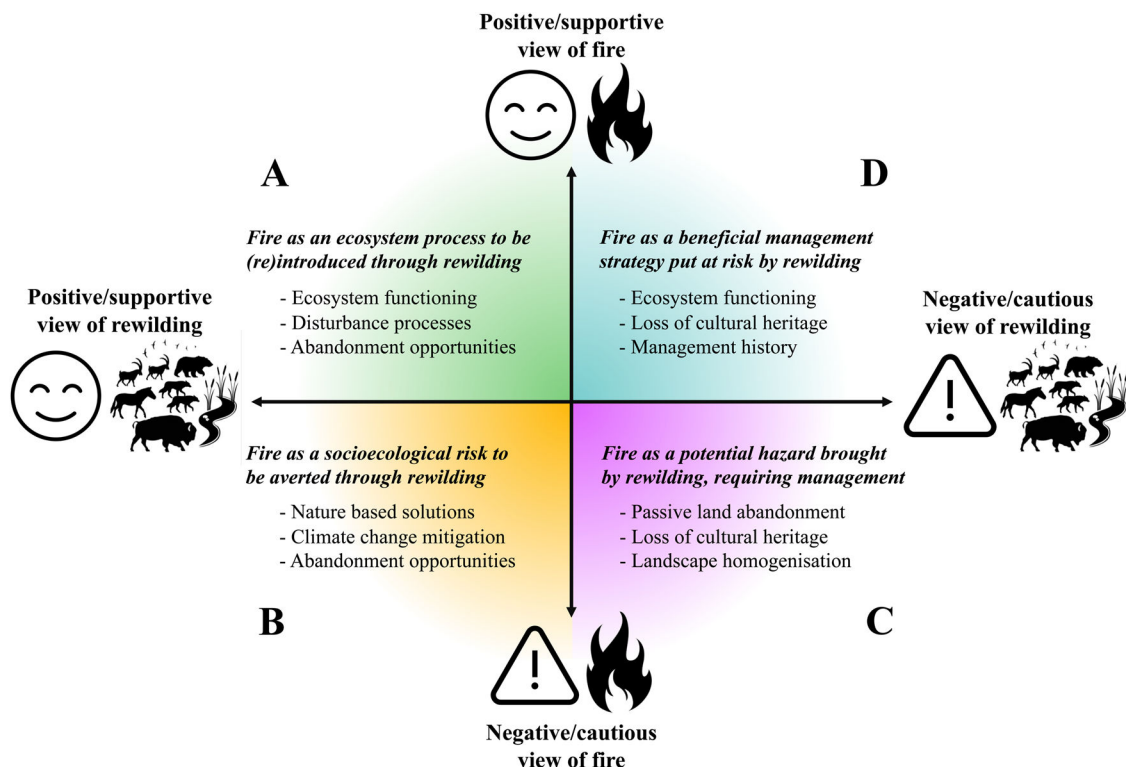 Positive/supportive
view of fire
A
D
Fire as an ecosystem process to be
(re)introduced through rewilding
- Ecosystem functioning
- Disturbance processes
- Abandonment opportunities
Fire as a beneficial management
strategy put at risk by rewilding
- Ecosystem functioning
- Loss of cultural heritage
- Management history
Positive/supportive
view of rewilding
Negative/cautious
view of rewilding
!
Fire as a socioecological risk to
be averted through rewilding
- Nature based solutions
- Climate change mitigation
- Abandonment opportunities
Fire as a potential hazard brought
by rewilding, requiring management
- Passive land abandonment
- Loss of cultural heritage
- Landscape homogenisation
B
C
!
Negative/cautious
view of fire